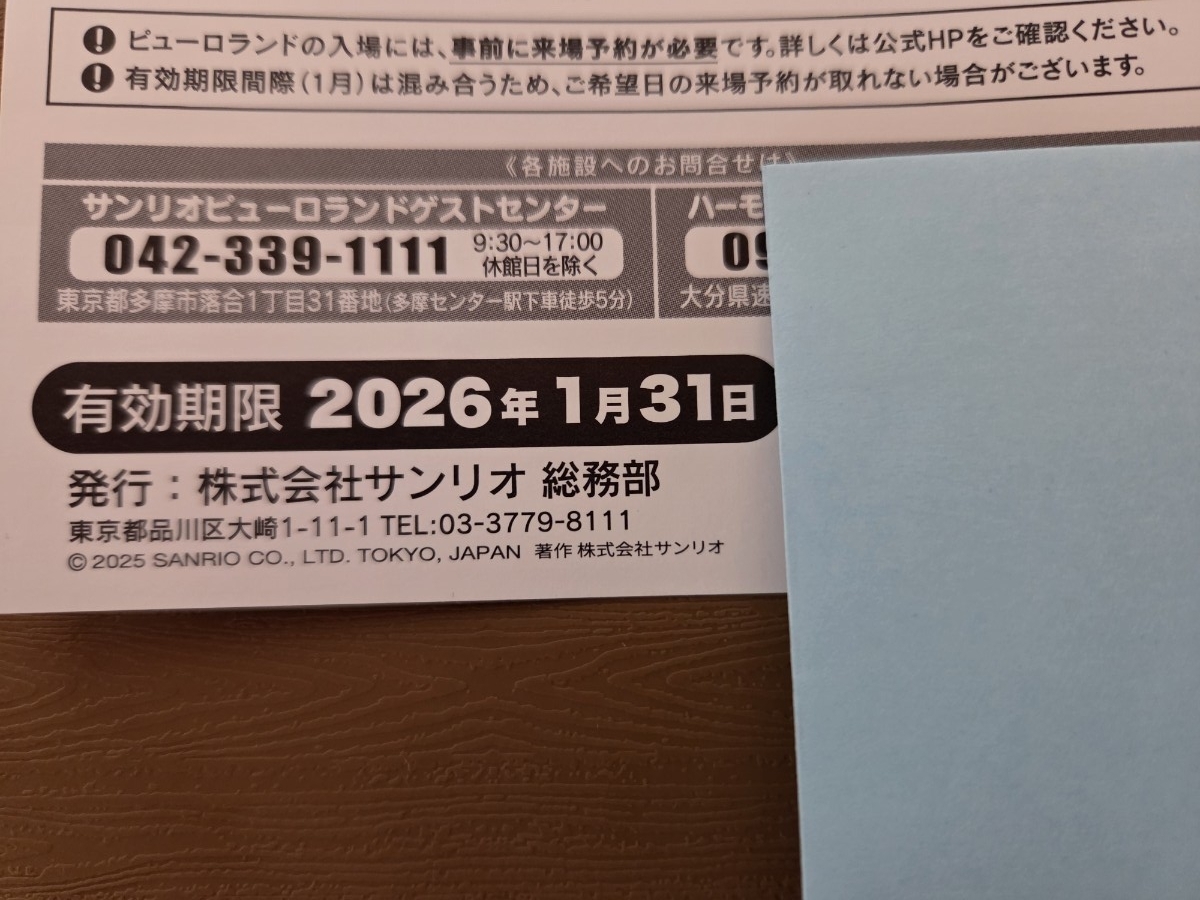 ! ピューロランドの入場には、事前に来場予約が必要です。詳しくは公式HPをご確認ください。
! 有効期限間際(1月)は混み合うため、ご希望日の来場予約が取れない場合がございます。
《各施設へのお問合せは》
サンリオピューロランドゲストセンター
042-339-1111 9:30~17:00 休館日を除く
東京都多摩市落合1丁目31番地(多摩センター駅下車徒歩5分)
ハーモ
09
大分県速
有効期限 2026年1月31日
発行:株式会社サンリオ 総務部
東京都品川区大崎1-11-1 TEL:03-3779-8111
© 2025 SANRIO CO., LTD. TOKYO, JAPAN 著作 株式会社サンリオ